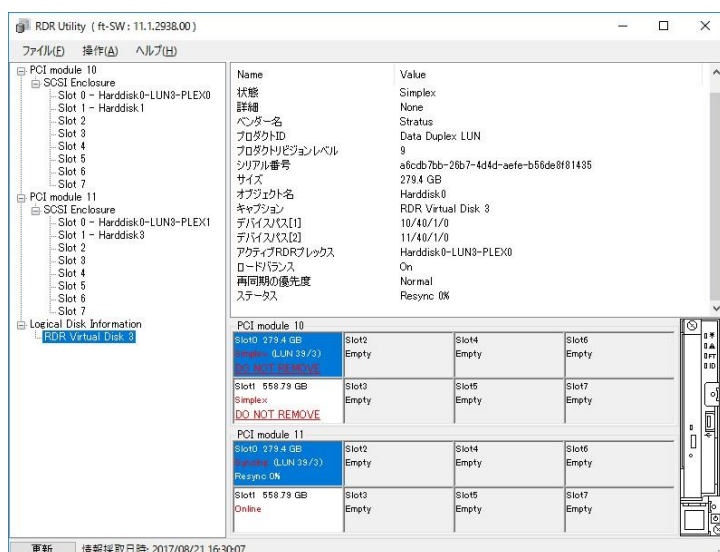 RDR Utility ( ft-SW : 11.1.2938.00 )
ファイル(F) 操作(A) ヘルプ(H)
PCI module 10
SCSI Enclosure
Slot 0 - Harddisk0-LUN3-PLEX0
Slot 1 - Harddisk1
Slot 2
Slot 3
Slot 4
Slot 5
Slot 6
Slot 7
PCI module 11
SCSI Enclosure
Slot 0 - Harddisk0-LUN3-PLEX1
Slot 1 - Harddisk3
Slot 2
Slot 3
Slot 4
Slot 5
Slot 6
Slot 7
Logical Disk Information
RDR Virtual Disk 3
Name Value
状態 Simplex
詳細 None
ベンダー名 Stratus
プロダクトID Data Duplex LUN
プロダクトリビジョンレベル 9
シリアル番号 a6cdb7bb-26b7-4d4d-aefe-b56de8f81435
サイズ 279.4 GB
オブジェクト名 Harddisk0
キャプション RDR Virtual Disk 3
デバイスパス[1] 10/40/1/0
デバイスパス[2] 11/40/1/0
アクティブRDRプレックス Harddisk0-LUN3-PLEX0
ロードバランス On
再同期の優先度 Normal
ステータス Resync 0%
PCI module 10
Slot0 279.4 GB Slot2 Slot4 Slot6
Simplex (LUN 39/3) Empty Empty Empty
DO NOT REMOVE
Slot1 558.79 GB Slot3 Slot5 Slot7
Simplex Empty Empty Empty
DO NOT REMOVE
PCI module 11
Slot0 279.4 GB Slot2 Slot4 Slot6
Syncing (LUN 39/3) Empty Empty Empty
Resync 0%
Slot1 558.79 GB Slot3 Slot5 Slot7
Online Empty Empty Empty
FT
ID
更新 情報採取日時: 2017/08/21 16:30:07